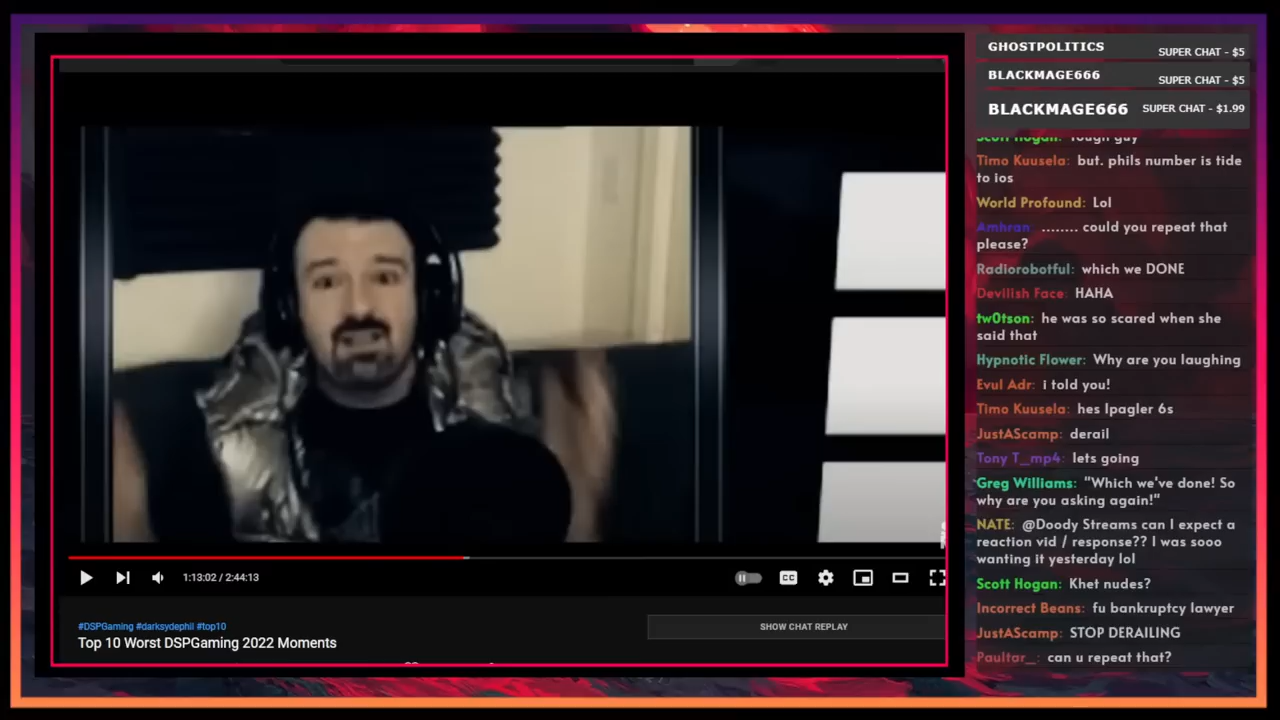 GHOSTPOLITICS SUPER CHAT - $5
BLACKMAGE666 SUPER CHAT - $5
BLACKMAGE666 SUPER CHAT - $1.99
Scott Hogan: Tough guy
Timo Kuusela: but. phils number is tide
to ios
World Profound: Lol
Amhran: ........ could you repeat that
please?
Radiorobotful: which we DONE
Devilish Face: HAHA
tw0tson: he was so scared when she
said that
Hypnotic Flower: Why are you laughing
Evul Adr: i told you!
Timo Kuusela: hes Ipagler 6s
JustAScamp: derail
Tony T_mp4: lets going
Greg Williams: "Which we've done! So
why are you asking again!"
NATE: @Doody Streams can I expect a
reaction vid / response?? I was sooo
wanting it yesterday lol
Scott Hogan: Khet nudes?
Incorrect Beans: fu bankruptcy lawyer
JustAScamp: STOP DERAILING
Paultar_: can u repeat that?
1:13:02 / 2:44:13
CC
#DSPGaming #darksydephil #top10
Top 10 Worst DSPGaming 2022 Moments
SHOW CHAT REPLAY